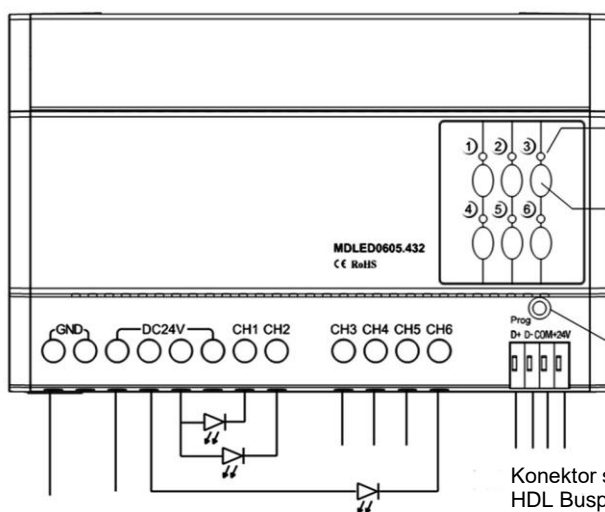 1 2 3
4 5 6
MDLED0605.432
CE RoHS
Prog
GND DC24V CH1 CH2 CH3 CH4 CH5 CH6
D+ D- COM +24V
Konektor s
HDL Busp